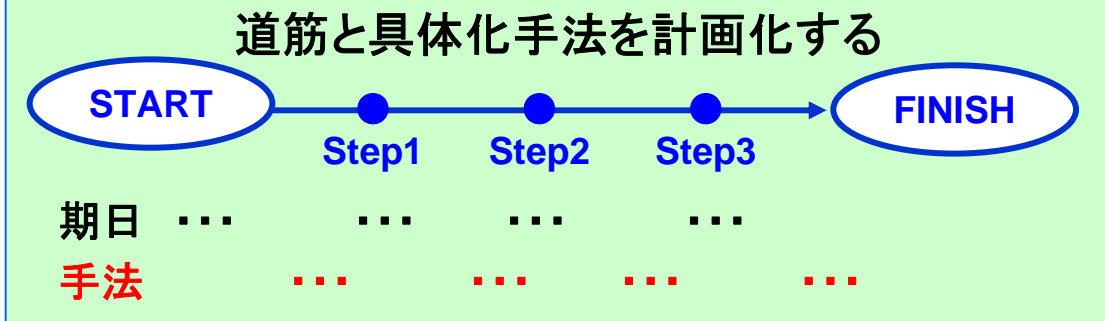 道筋と具体化手法を計画化する
START FINISH
Step1 Step2 Step3
期日 ・・・ ・・・ ・・・ ・・・
手法 ・・・ ・・・ ・・・ ・・・